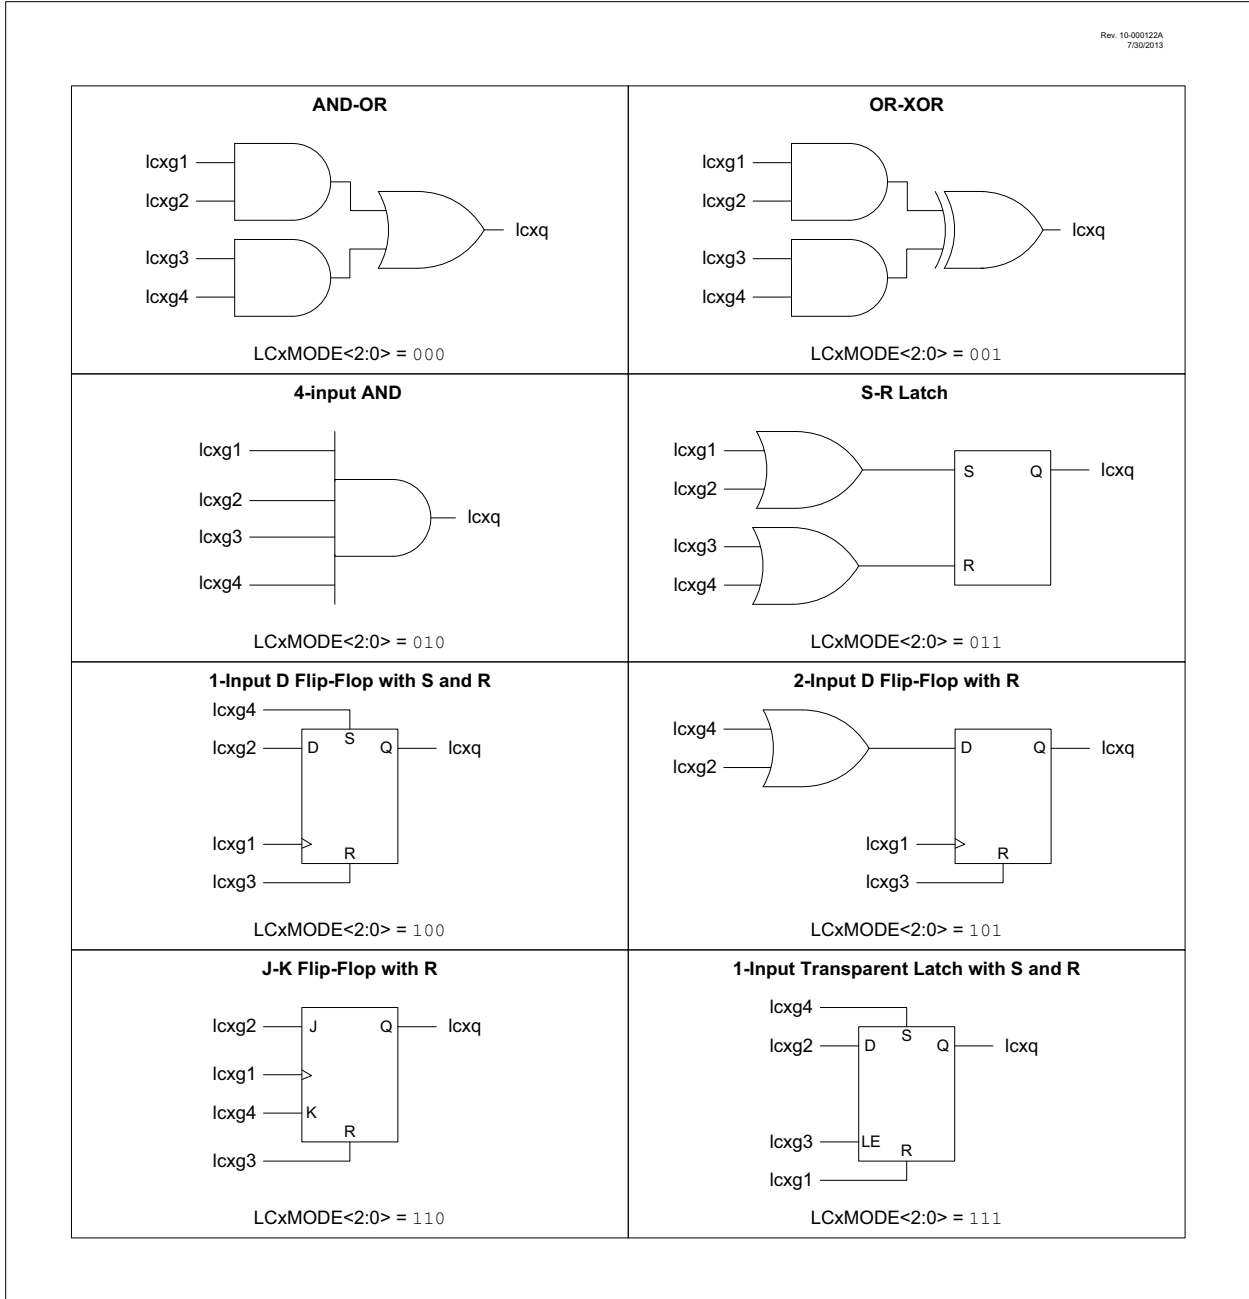 Rev. 10-000122A
7/30/2013
AND-OR
lcxg1
lcxg2
lcxg3
lcxg4
lcxq
LCxMODE<2:0> = 000
OR-XOR
lcxg1
lcxg2
lcxg3
lcxg4
lcxq
LCxMODE<2:0> = 001
4-input AND
lcxg1
lcxg2
lcxg3
lcxg4
lcxq
LCxMODE<2:0> = 010
S-R Latch
lcxg1
lcxg2
lcxg3
lcxg4
S
Q
lcxq
R
LCxMODE<2:0> = 011
1-Input D Flip-Flop with S and R
lcxg4
S
lcxg2
D
Q
lcxq
lcxg1
R
lcxg3
LCxMODE<2:0> = 100
2-Input D Flip-Flop with R
lcxg4
lcxg2
D
Q
lcxq
lcxg1
R
lcxg3
LCxMODE<2:0> = 101
J-K Flip-Flop with R
lcxg2
J
Q
lcxq
lcxg1
lcxg4
K
R
lcxg3
LCxMODE<2:0> = 110
1-Input Transparent Latch with S and R
lcxg4
S
lcxg2
D
Q
lcxq
lcxg3
LE
R
lcxg1
LCxMODE<2:0> = 111